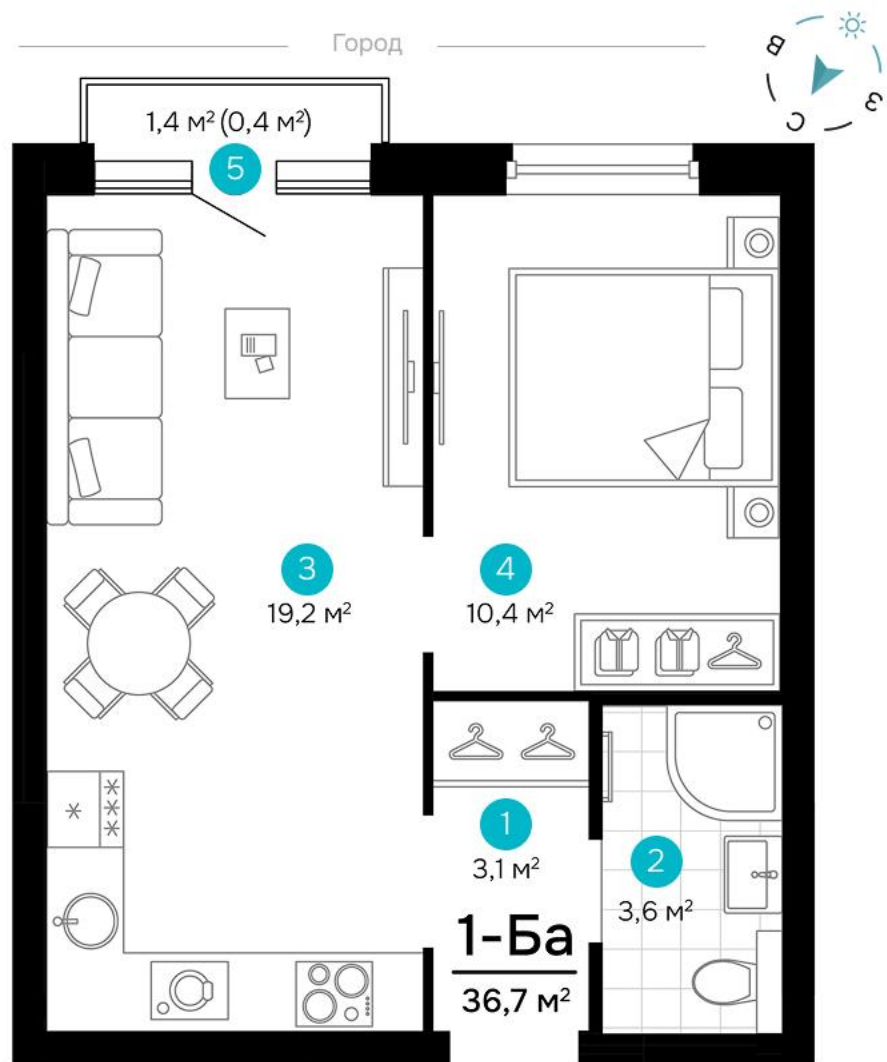 Город
В
З
С
1,4 м² (0,4 м²)
5
3
19,2 м²
4
10,4 м²
1
3,1 м²
2
3,6 м²
1-Ба
36,7 м²